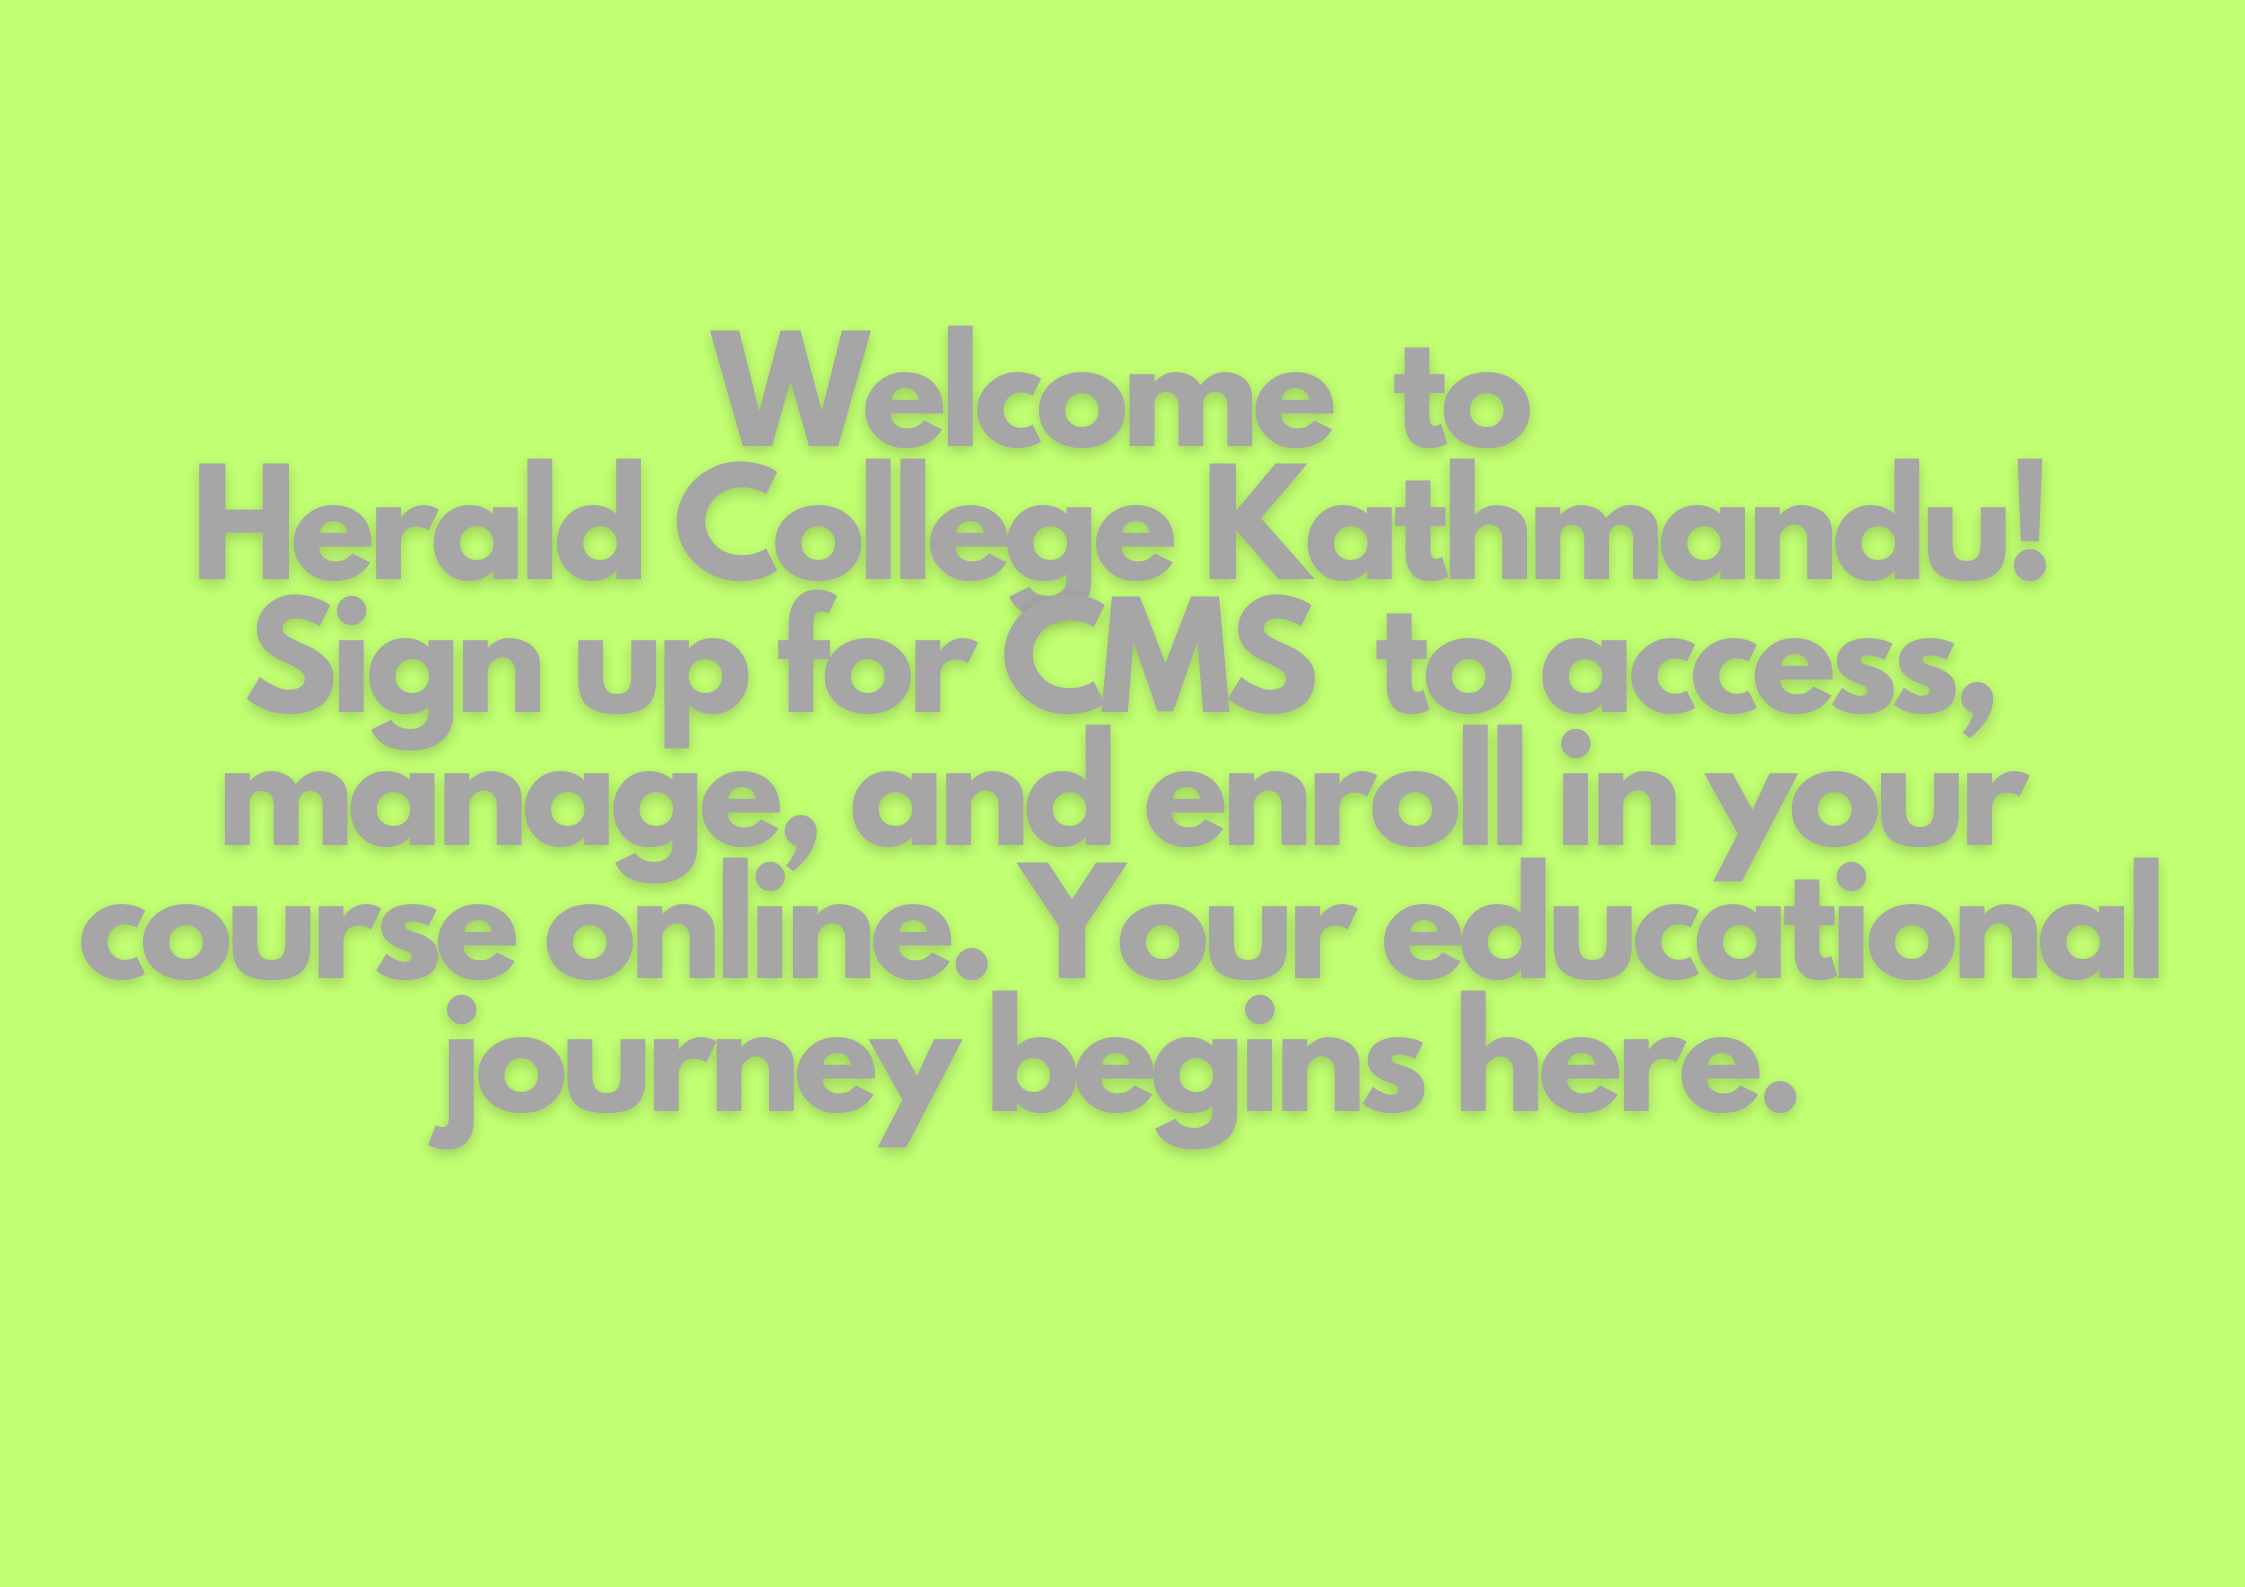 Welcome to
Herald College Kathmandu!
Sign up for CMS to access,
manage, and enroll in your
course online. Your educational
journey begins here.